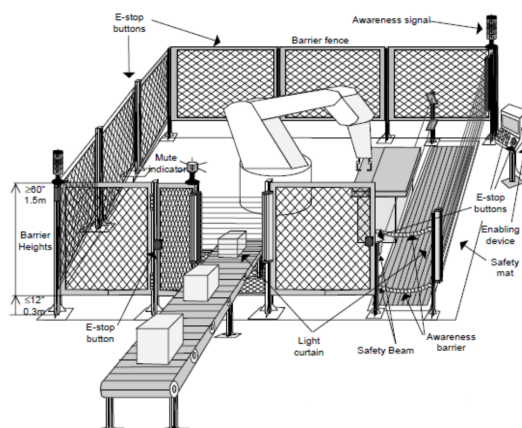 E-stop
buttons
Awareness signal
Barrier fence
Mute
indicator
≥60"
1.5m
Barrier
Heights
≤12"
0.3m
E-stop
buttons
Enabling
device
Safety
mat
E-stop
button
Light
curtain
Safety Beam
Awareness
barrier